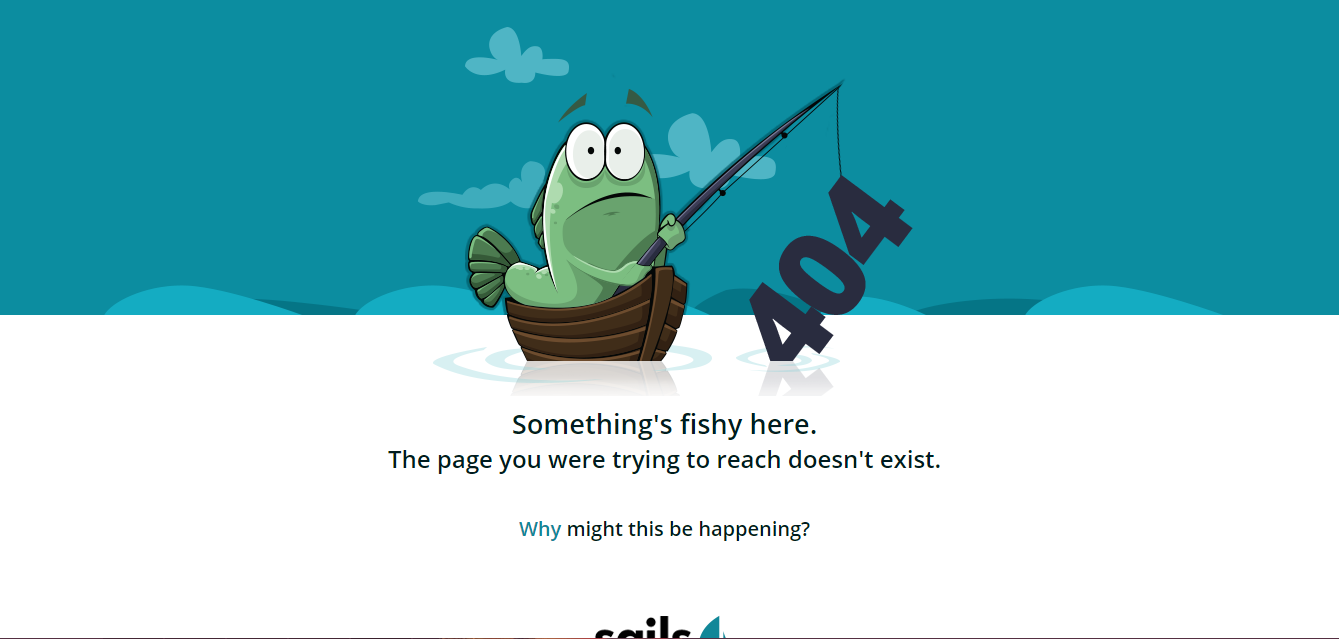 404
Something's fishy here.
The page you were trying to reach doesn't exist.
Why might this be happening?
sails